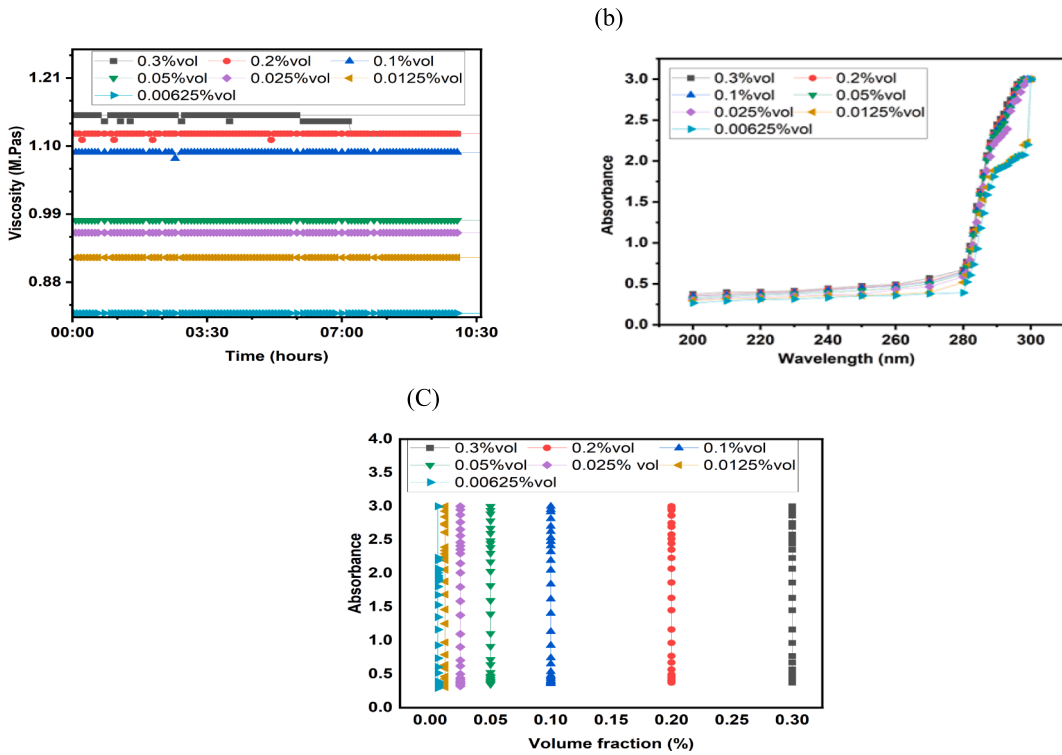 (b)
0.3%vol 0.2%vol 0.1%vol
0.05%vol 0.025%vol 0.0125%vol
0.00625%vol
1.21
1.10
0.99
0.88
Viscosity (M.Pas)
00:00 03:30 07:00 10:30
Time (hours)
0.3%vol 0.2%vol
0.1%vol 0.05%vol
0.025%vol 0.0125%vol
0.00625%vol
3.0
2.5
2.0
1.5
1.0
0.5
0.0
Absorbance
200 220 240 260 280 300
Wavelength (nm)
(C)
0.3%vol 0.2%vol 0.1%vol
0.05%vol 0.025% vol 0.0125%vol
0.00625%vol
4.0
3.5
3.0
2.5
2.0
1.5
1.0
0.5
0.0
Absorbance
0.00 0.05 0.10 0.15 0.20 0.25 0.30
Volume fraction (%)